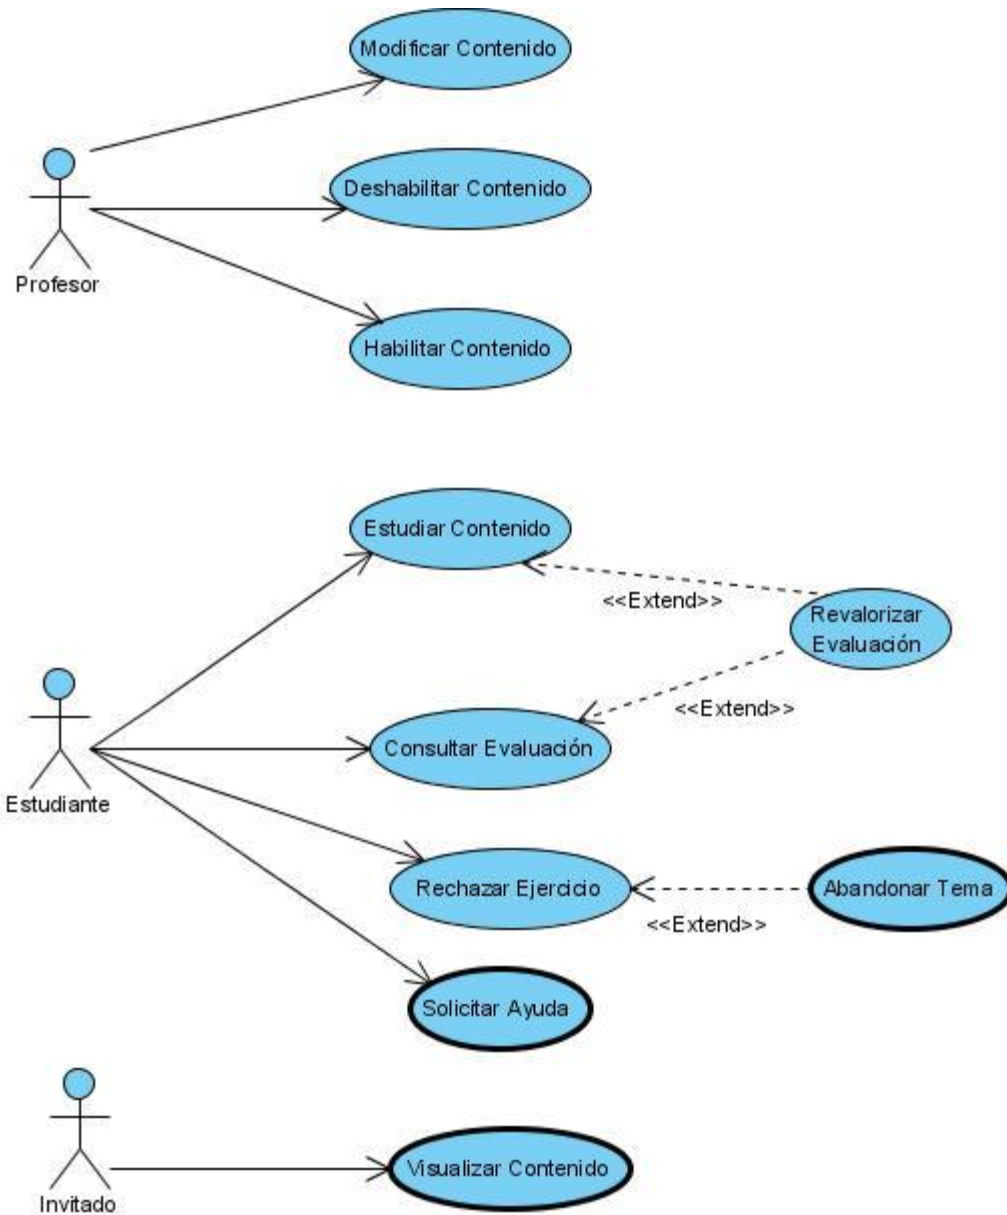 Modificar Contenido
Deshabilitar Contenido
Profesor
Habilitar Contenido
Estudiar Contenido
<<Extend>>
Revalorizar
Evaluación
<<Extend>>
Consultar Evaluación
Estudiante
Rechazar Ejercicio
Abandonar Tema
<<Extend>>
Solicitar Ayuda
Visualizar Contenido
Invitado